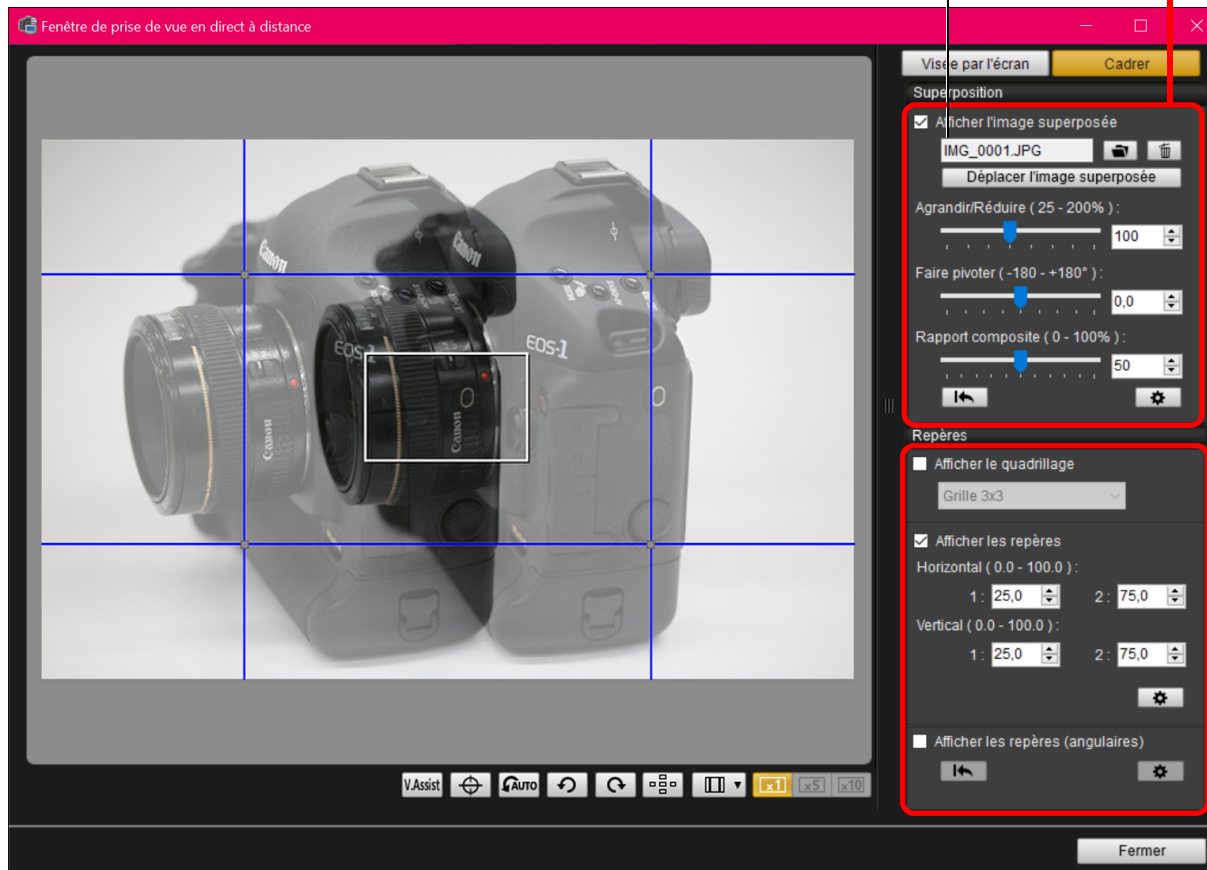 Fenêtre de prise de vue en direct à distance
Visée par l'écran
Cadrer
Superposition
Afficher l'image superposée
IMG_0001.JPG
Déplacer l'image superposée
Agrandir/Réduire ( 25 - 200% ) :
100
Faire pivoter ( -180 - +180° ) :
0,0
Rapport composite ( 0 - 100% ) :
50
Repères
Afficher le quadrillage
Grille 3x3
Afficher les repères
Horizontal ( 0.0 - 100.0 ) :
1 : 25,0 2 : 75,0
Vertical ( 0.0 - 100.0 ) :
1 : 25,0 2 : 75,0
Afficher les repères (angulaires)
Canon
Canon
EOS-1
EOS-1
Canon
Canon
V.Assist
AUTO
x1
x5
x10
Fermer